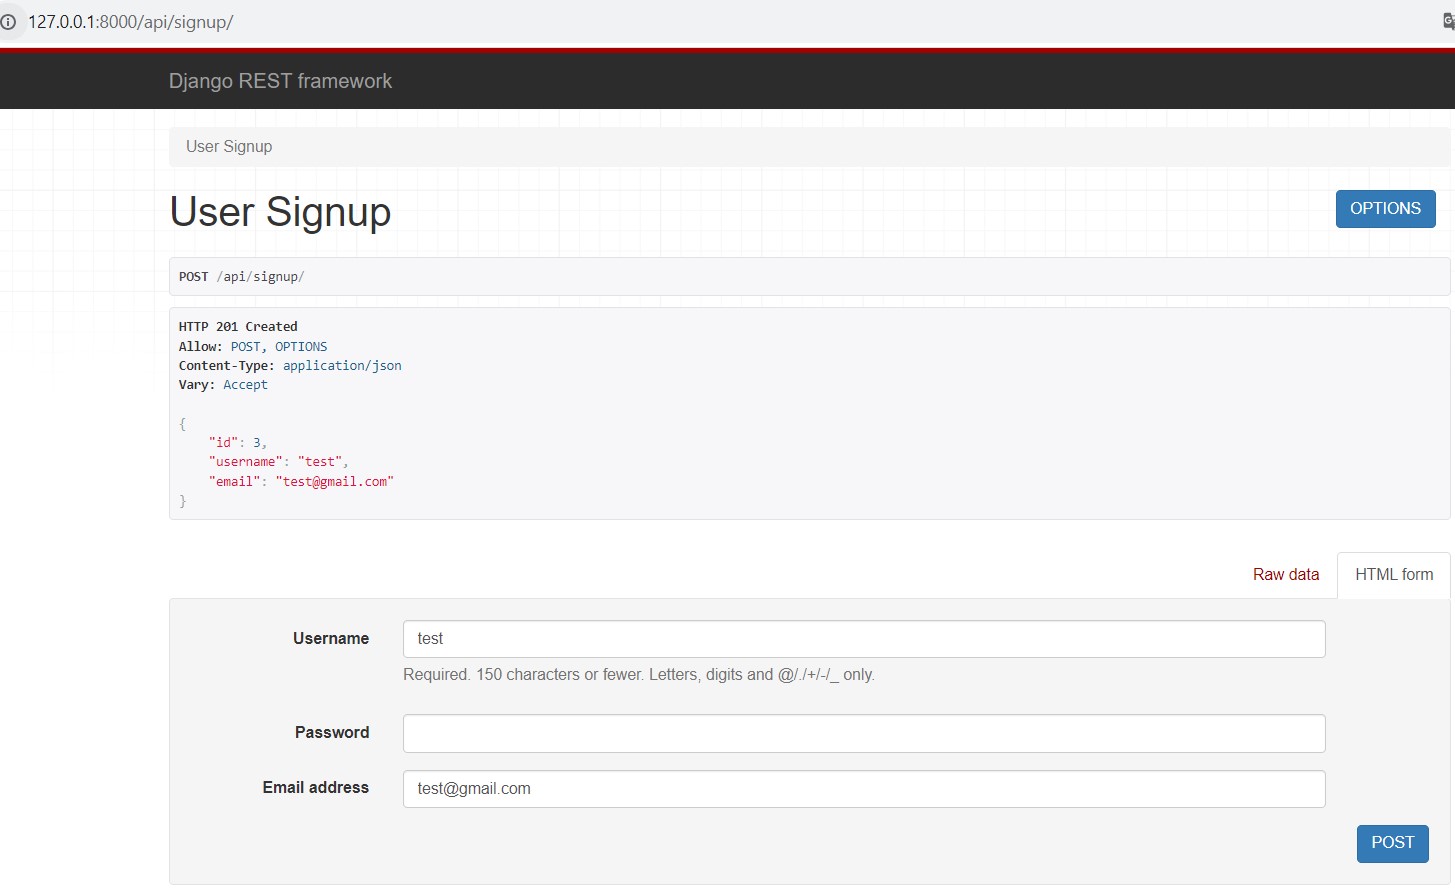 127.0.0.1:8000/api/signup/
Django REST framework
User Signup
User Signup
OPTIONS
POST /api/signup/
HTTP 201 Created
Allow: POST, OPTIONS
Content-Type: application/json
Vary: Accept
{
"id": 3,
"username": "test",
"email": "test@gmail.com"
}
Raw data HTML form
Username test
Required. 150 characters or fewer. Letters, digits and @/./+/-/_ only.
Password
Email address test@gmail.com
POST